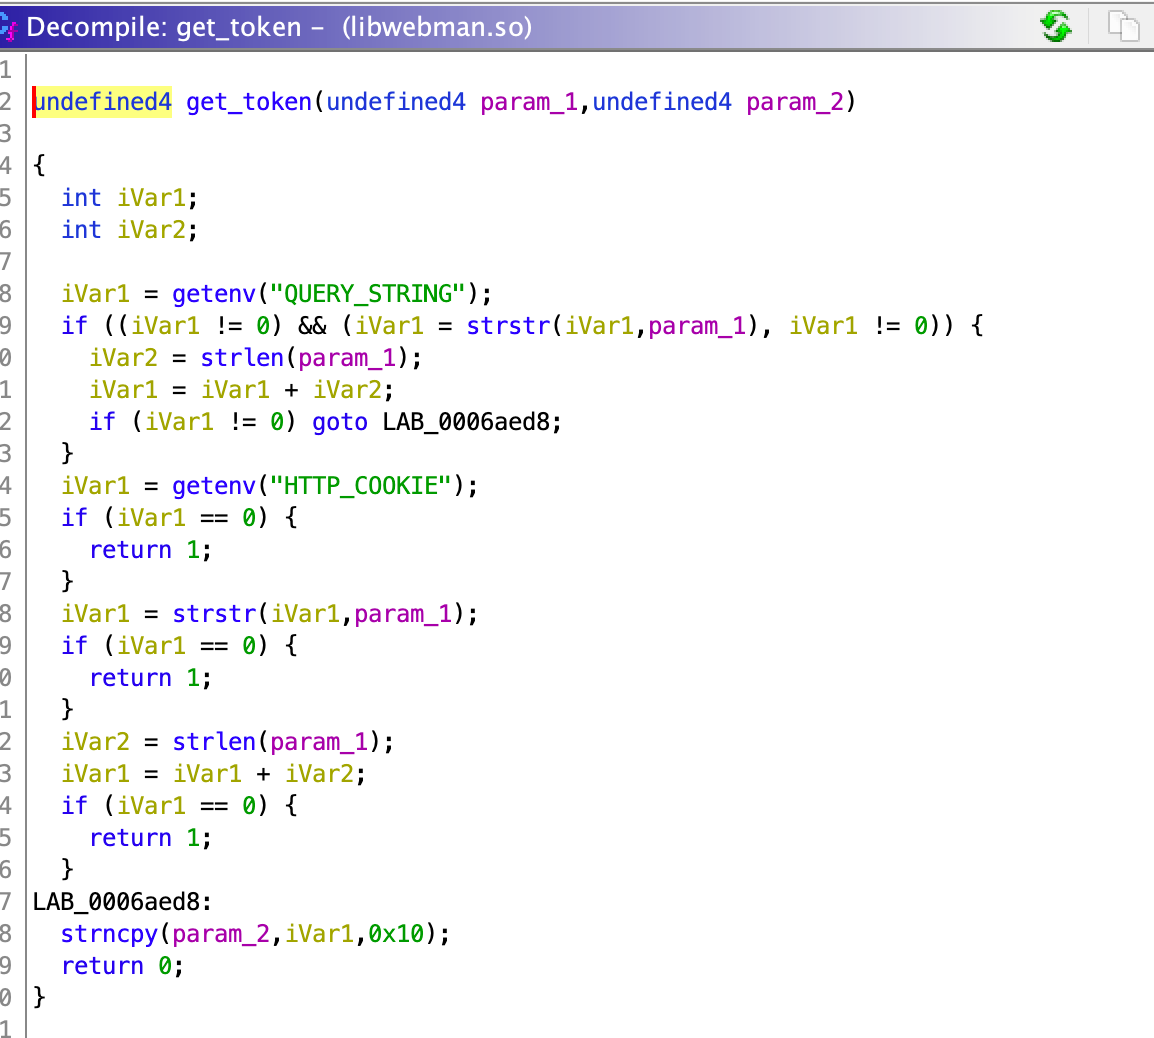 Decompile: get_token – (libwebman.so)
1
2 undefined4 get_token(undefined4 param_1,undefined4 param_2)
3
4 {
5 int iVar1;
6 int iVar2;
7
8 iVar1 = getenv("QUERY_STRING");
9 if ((iVar1 != 0) && (iVar1 = strstr(iVar1,param_1), iVar1 != 0)) {
0 iVar2 = strlen(param_1);
1 iVar1 = iVar1 + iVar2;
2 if (iVar1 != 0) goto LAB_0006aed8;
3 }
4 iVar1 = getenv("HTTP_COOKIE");
5 if (iVar1 == 0) {
6 return 1;
7 }
8 iVar1 = strstr(iVar1,param_1);
9 if (iVar1 == 0) {
0 return 1;
1 }
2 iVar2 = strlen(param_1);
3 iVar1 = iVar1 + iVar2;
4 if (iVar1 == 0) {
5 return 1;
6 }
7 LAB_0006aed8:
8 strncpy(param_2,iVar1,0x10);
9 return 0;
0 }
1